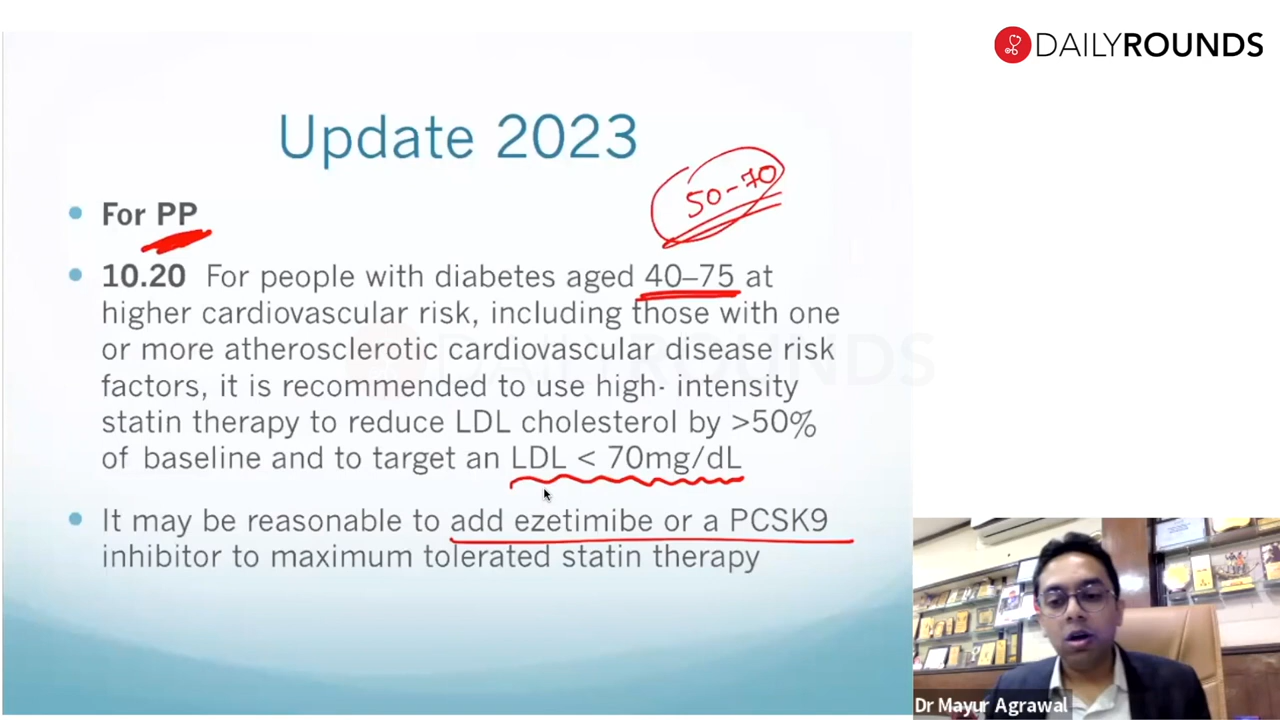 DAILYROUNDS
Update 2023
50-70
• For PP
• 10.20 For people with diabetes aged 40–75 at
higher cardiovascular risk, including those with one
or more atherosclerotic cardiovascular disease risk
factors, it is recommended to use high- intensity
statin therapy to reduce LDL cholesterol by >50%
of baseline and to target an LDL < 70mg/dL
• It may be reasonable to add ezetimibe or a PCSK9
inhibitor to maximum tolerated statin therapy
DAILYROUNDS
Dr Mayur Agrawal